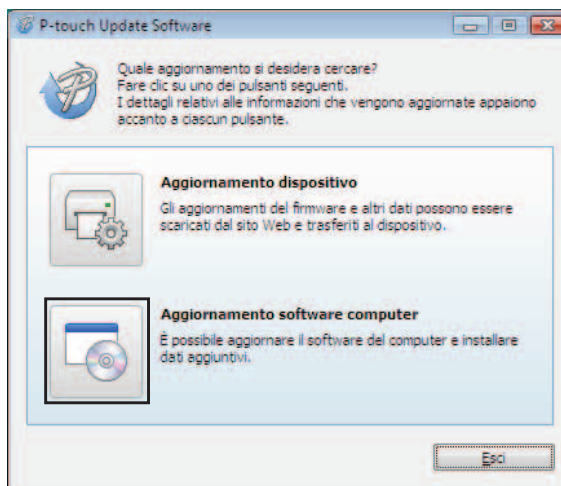 P-touch Update Software
Quale aggiornamento si desidera cercare?
Fare clic su uno dei pulsanti seguenti.
I dettagli relativi alle informazioni che vengono aggiornate appaiono
accanto a ciascun pulsante.
Aggiornamento dispositivo
Gli aggiornamenti del firmware e altri dati possono essere
scaricati dal sito Web e trasferiti al dispositivo.
Aggiornamento software computer
È possibile aggiornare il software del computer e installare
dati aggiuntivi.
Esci